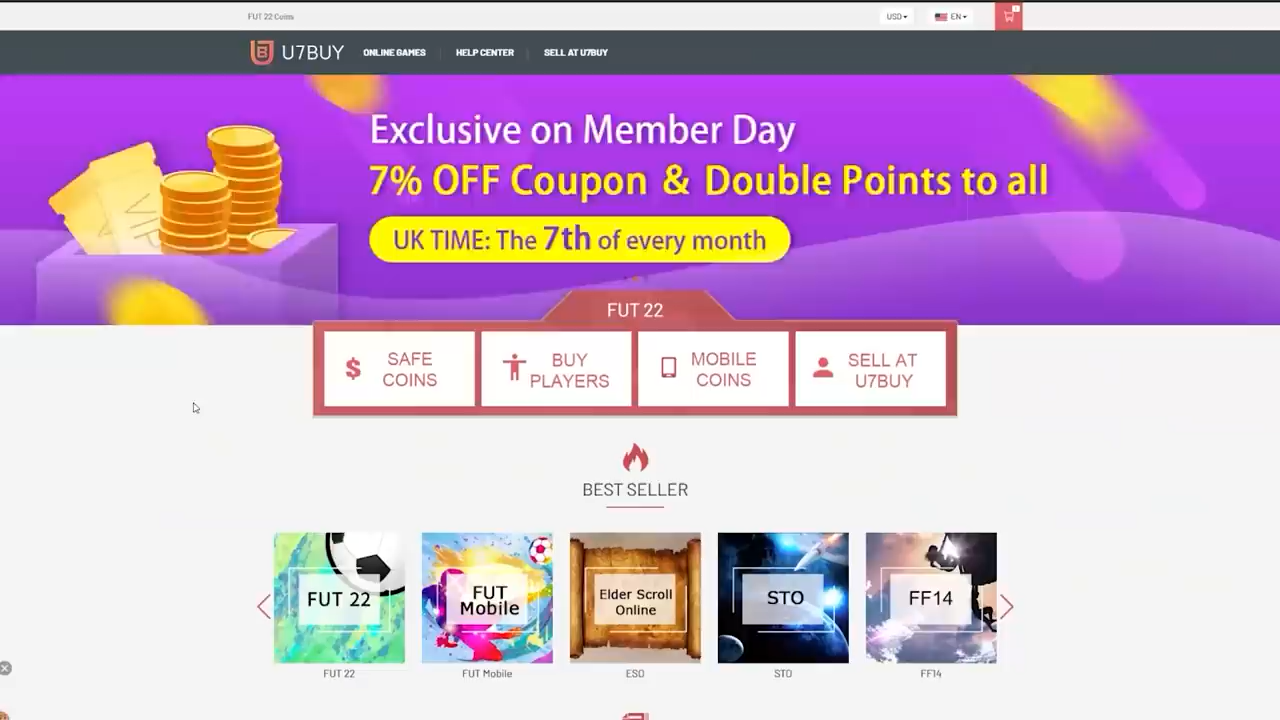 FUT 22 Coins
USD
EN
1
U7BUY
ONLINE GAMES
HELP CENTER
SELL AT U7BUY
Exclusive on Member Day
7% OFF Coupon & Double Points to all
UK TIME: The 7th of every month
FUT 22
SAFE
COINS
BUY
PLAYERS
MOBILE
COINS
SELL AT
U7BUY
BEST SELLER
FUT 22
FUT
Mobile
Elder Scroll
Online
STO
FF14
FUT 22
FUT Mobile
ESO
STO
FF14